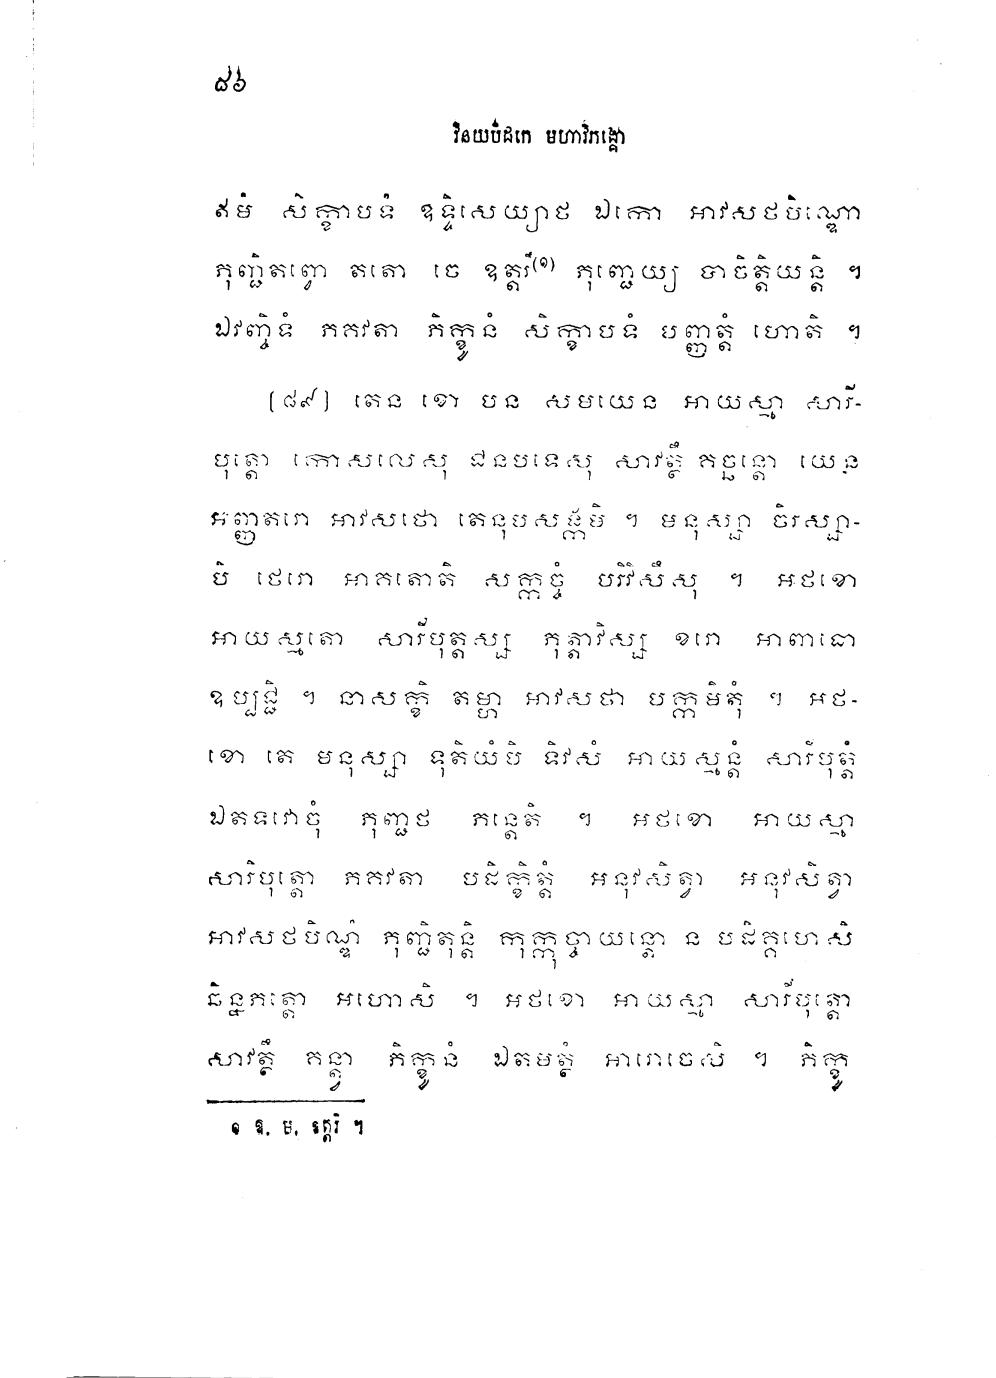 ៨៦
វិនយបិដកេ មហាវិភង្គោ
ឥមំ សិក្ខាបទំ ឧទ្ទិសេយ្យាថ ឯកោ អាវសថបិណ្ឌោ
ភុញ្ជិតព្វោ តតោ ចេ ឧត្តរឹ(១) ភុញ្ជេយ្យ បាចិត្តិយន្តិ ។
ឯវញ្ចិទំ ភគវតា ភិក្ខូនំ សិក្ខាបទំ បញ្ញត្តំ ហោតិ ។
[៨៩] តេន ខោ បន សមយេន អាយស្មា សារី-
បុត្តោ កោសលេសុ ជនបទេសុ សាវត្ថឹ គច្ឆន្តោ យេន
អញ្ញតរោ អាវសថោ តេនុបសង្កមិ ។ មនុស្សា ចិរស្សា-
បិ ថេរោ អាគតោតិ សក្កច្ចំ បរិវិសឹសុ ។ អថខោ
អាយស្មតោ សារីបុត្តស្ស ភុត្តាវិស្ស ខរោ អាពាធោ
ឧប្បជ្ជិ ។ នាសក្ខិ តម្ហា អាវសថា បក្កមិតុំ ។ អថ-
ខោ តេ មនុស្សា ទុតិយំបិ ទិវសំ អាយស្មន្តំ សារីបុត្តំ
ឯតទវោចុំ ភុញ្ជថ ភន្តេតិ ។ អថខោ អាយស្មា
សារិបុត្តោ ភគវតា បដិក្ខិត្តំ អនុវសិត្វា អនុវសិត្វា
អាវសថបិណ្ឌំ ភុញ្ជិតុន្តិ កុក្កុច្ចាយន្តោ ន បដិគ្គហេសិ
ឆិន្នភត្តោ អហោសិ ។ អថខោ អាយស្មា សារីបុត្តោ
សាវត្ថឹ គន្ត្វា ភិក្ខូនំ ឯតមត្ថំ អារោចេសិ ។ ភិក្ខូ
១ ឱ. ម. ឧត្តរិ ។